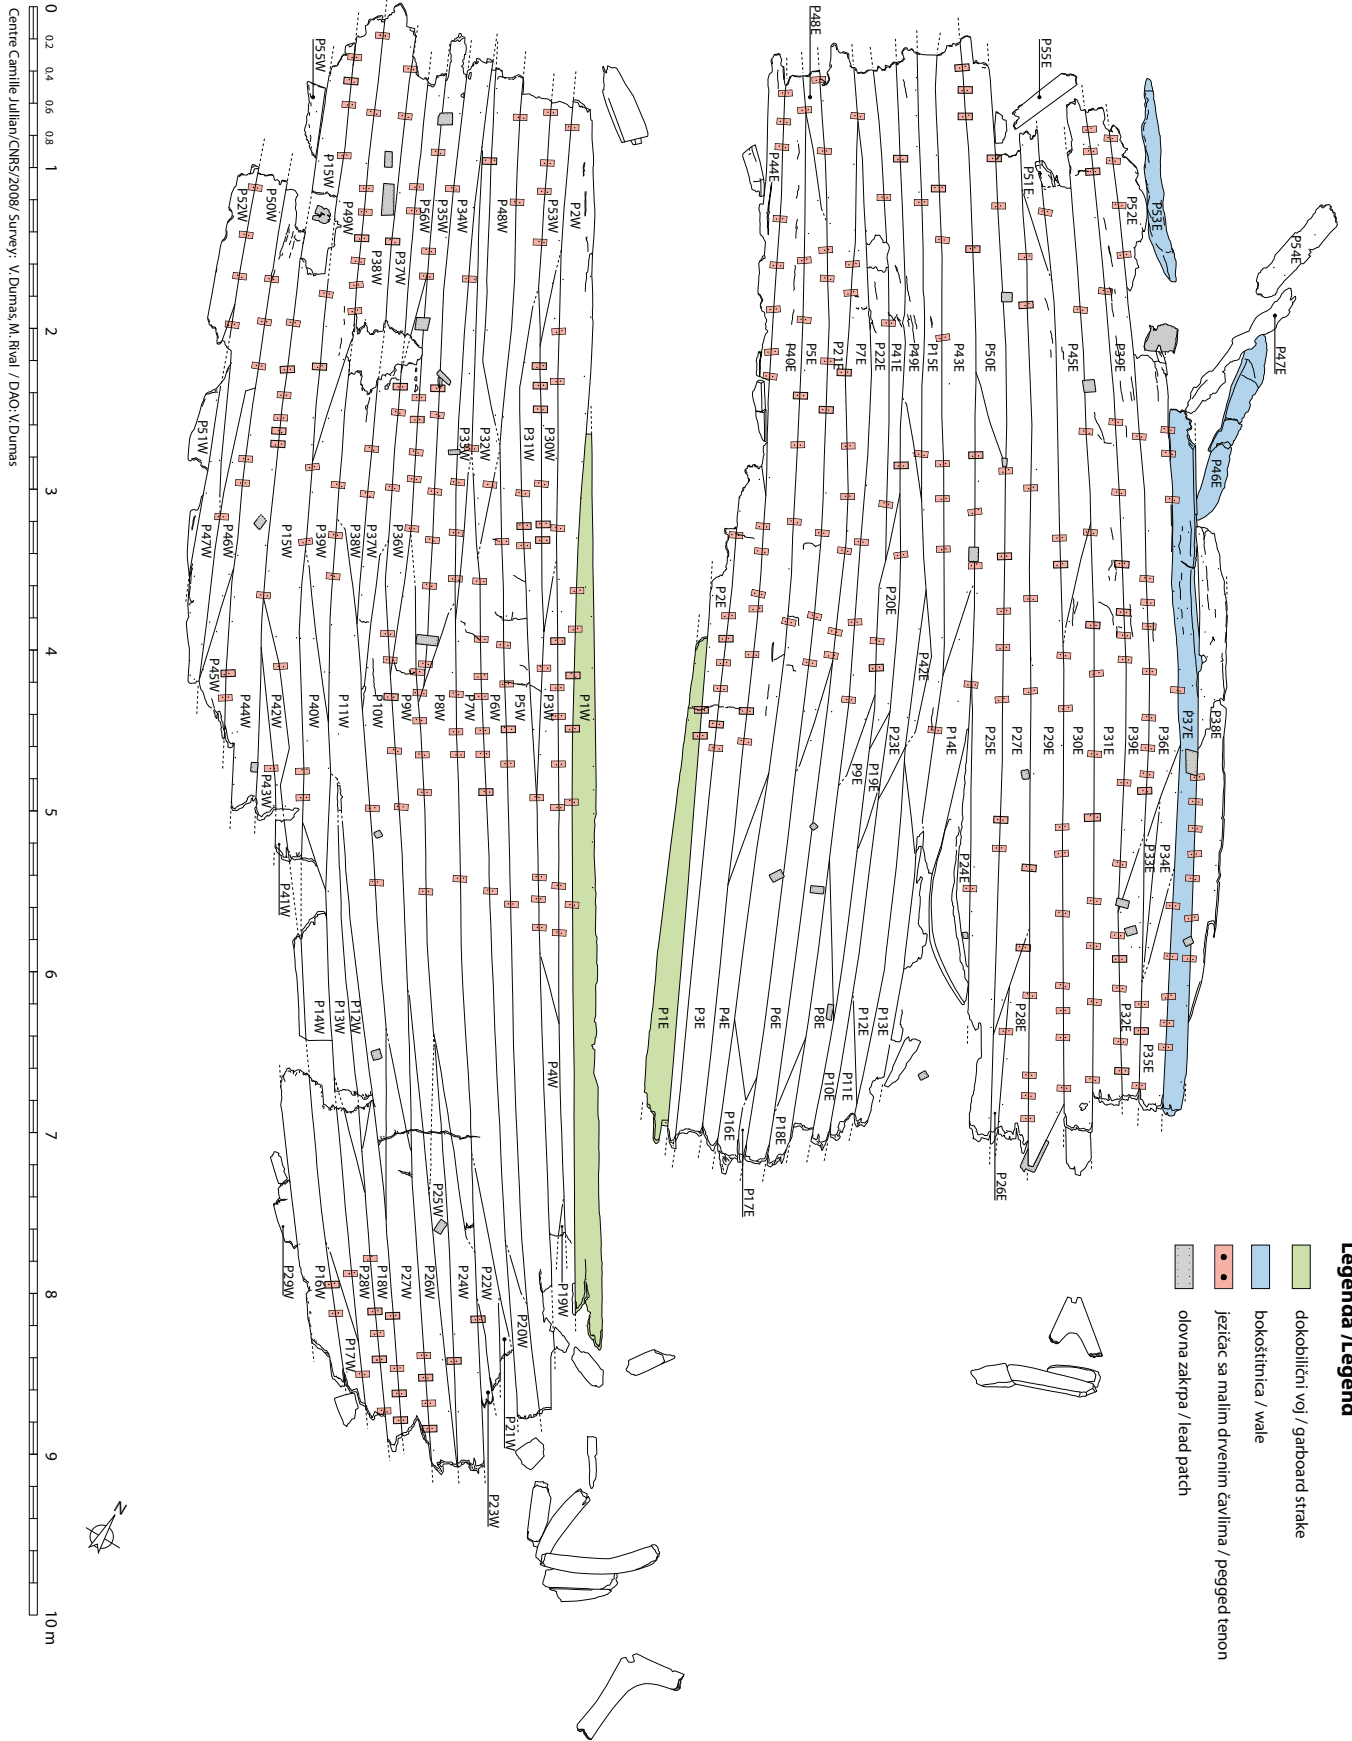 Legenda / Legend
dokobilični voj / garboard strake
bokoštitnica / wale
jezičac sa malim drvenim čavlima / pegged tenon
olovna zakrpa / lead patch
P54E
P47E
P46E
P53E
P52E
P39E
P45E
P55E
P51E
P50E
P43E
P15E
P49E
P41E
P22E
P7E
P21E
P5E
P40E
P48E
P44E
P38E
P37E
P36E
P39E
P31E
P30E
P29E
P27E
P25E
P14E
P42E
P20E
P23E
P19E
P9E
P2E
P34E
P33E
P24E
P35E
P32E
P28E
P26E
P13E
P12E
P11E
P10E
P8E
P6E
P18E
P17E
P16E
P4E
P3E
P1E
P2W
P53W
P48W
P34W
P35W
P56W
P37W
P38W
P49W
P15W
P55W
P50W
P52W
P30W
P31W
P32W
P33W
P36W
P37W
P38W
P39W
P15W
P46W
P47W
P51W
P1W
P3W
P5W
P6W
P7W
P8W
P9W
P10W
P11W
P40W
P42W
P44W
P45W
P43W
P41W
P4W
P12W
P13W
P14W
P19W
P20W
P21W
P22W
P23W
P24W
P25W
P26W
P27W
P18W
P28W
P17W
P16W
P29W
N
0
0.2
0.4
0.6
0.8
1
2
3
4
5
6
7
8
9
10 m
Centre Camille Jullian/CNRS/2008/ Survey: V. Dumas, M. Rival / DAO: V. Dumas